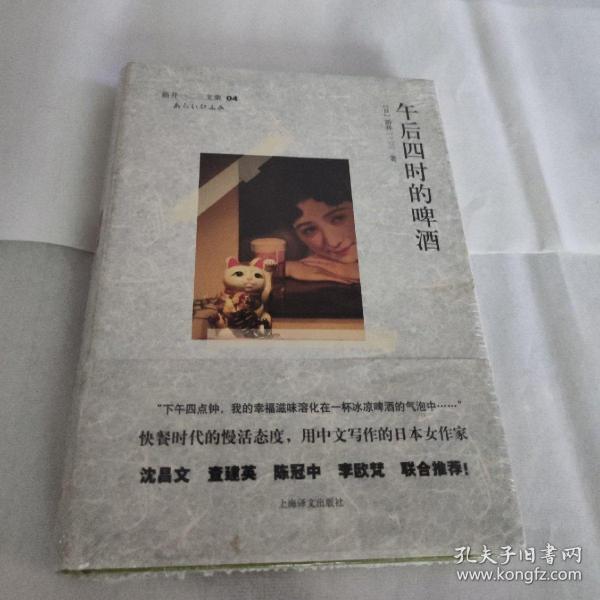 新井一二三文集 04
あらいひふみ
午后四时的啤酒
〔日〕新井一二三 著
“下午四点钟，我的幸福滋味溶化在一杯冰凉啤酒的气泡中……”
快餐时代的慢活态度，用中文写作的日本女作家
沈昌文 查建英 陈冠中 李欧梵 联合推荐！
上海译文出版社
孔夫子旧书网
www.kongfz.com